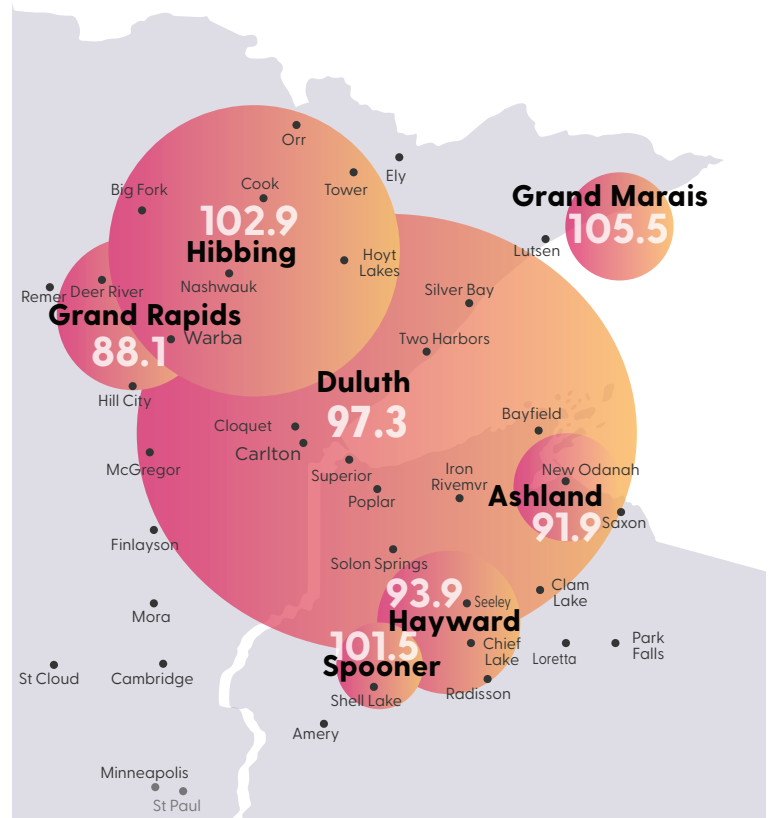 Orr
Ely
Cook
Tower
Big Fork
Grand Marais
102.9
105.5
Hibbing
Lutsen
Hoyt
Lakes
Nashwauk
Remer
Deer River
Silver Bay
Grand Rapids
Warba
88.1
Two Harbors
Duluth
Hill City
97.3
Bayfield
Cloquet
Carlton
McGregor
Superior
Iron
Rivemvr
New Odanah
Poplar
Ashland
91.9
Saxon
Finlayson
Solon Springs
93.9
Seeley
Clam
Lake
Mora
Hayward
101.5
Chief
Lake
Park
Falls
Spooner
Loretta
St Cloud
Cambridge
Shell Lake
Radisson
Amery
Minneapolis
St Paul